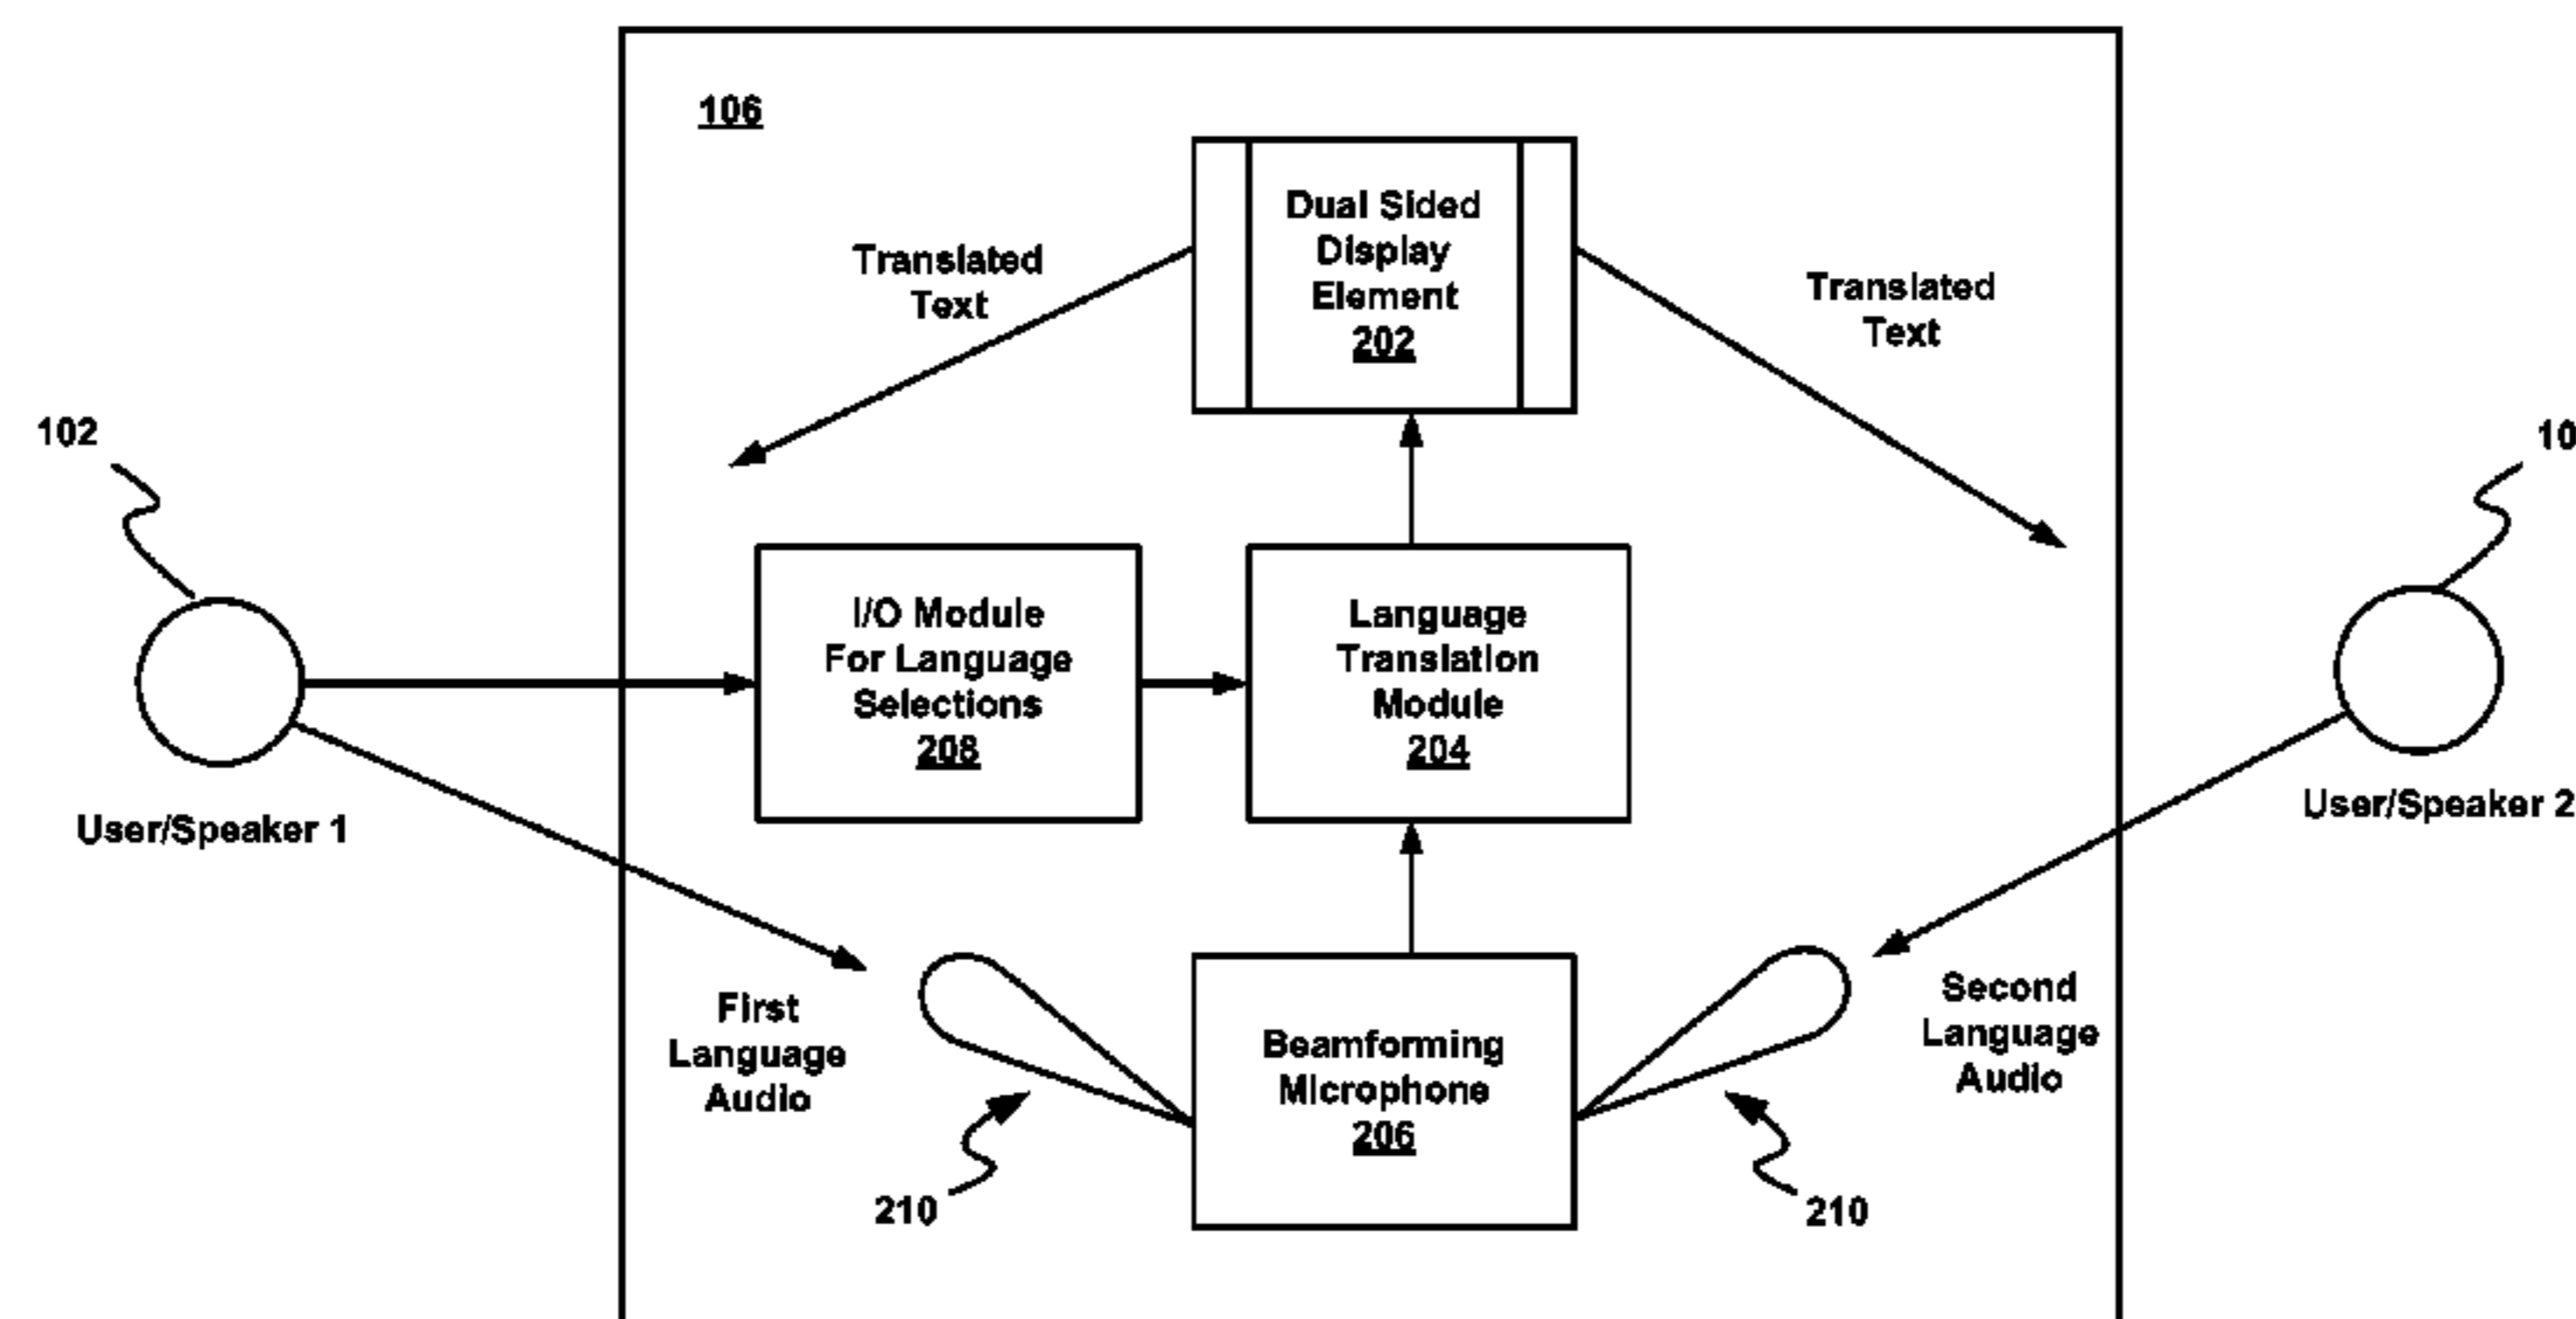 106
Dual Sided
Display
Element
202
Translated
Text
Translated
Text
102
10
I/O Module
For Language
Selections
208
Language
Translation
Module
204
User/Speaker 1
User/Speaker 2
First
Language
Audio
Beamforming
Microphone
206
Second
Language
Audio
210
210